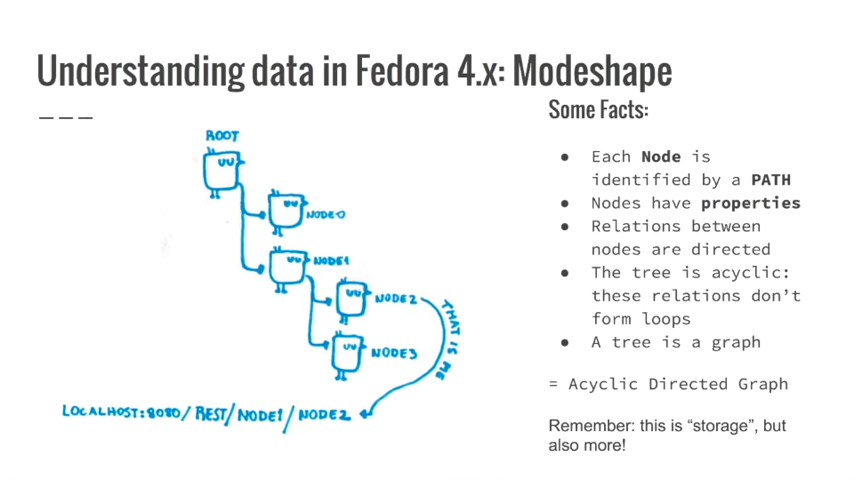 Understanding data in Fedora 4.x: Modeshape
Some Facts:
ROOT
NODE0
NODE1
NODE2
NODE3
THAT IS ME
LOCALHOST:8080/REST/NODE1/NODE2
● Each Node is
identified by a PATH
● Nodes have properties
● Relations between
nodes are directed
● The tree is acyclic:
these relations don't
form loops
● A tree is a graph
= Acyclic Directed Graph
Remember: this is “storage”, but
also more!